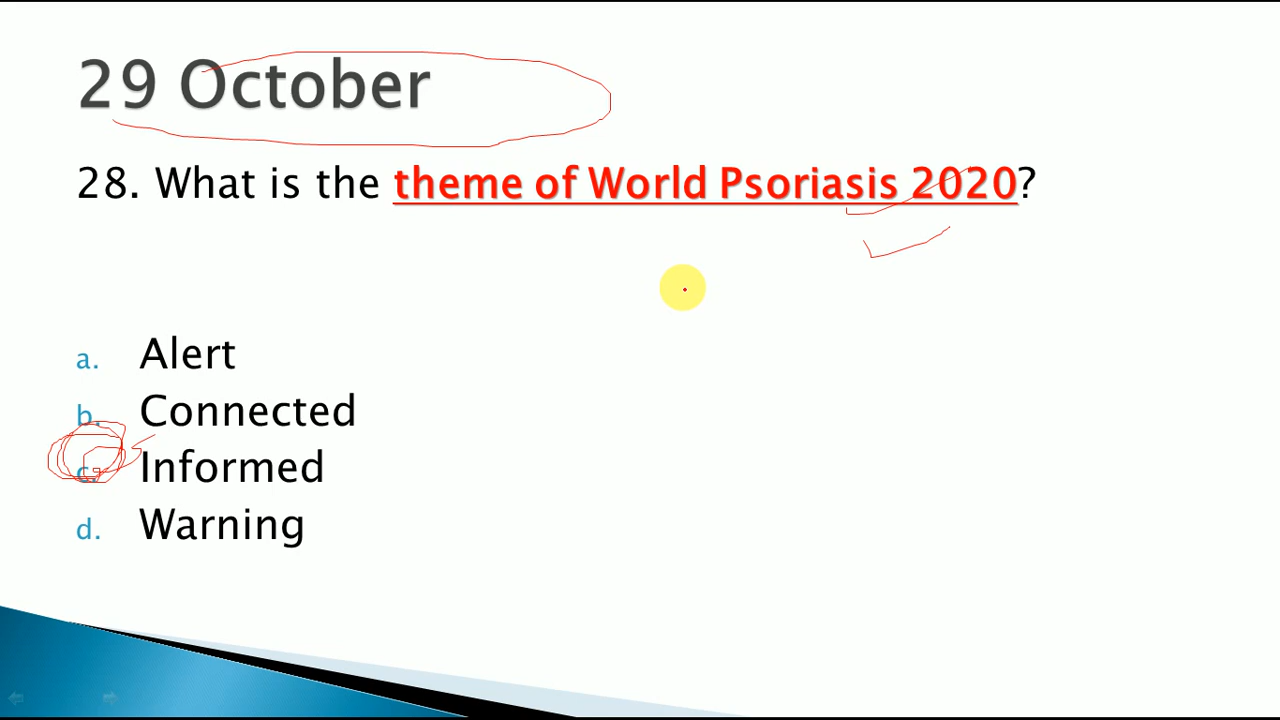 29 October
28. What is the theme of World Psoriasis 2020?
a. Alert
b. Connected
c. Informed
d. Warning